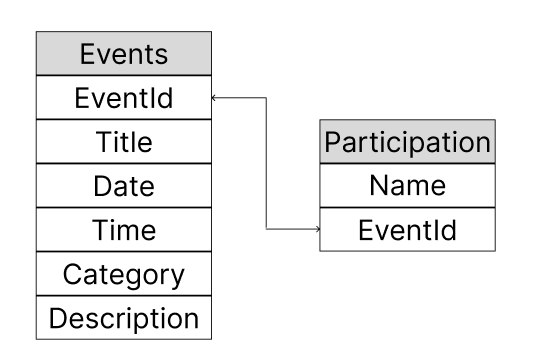 Events
EventId
Title
Date
Time
Category
Description
Participation
Name
EventId